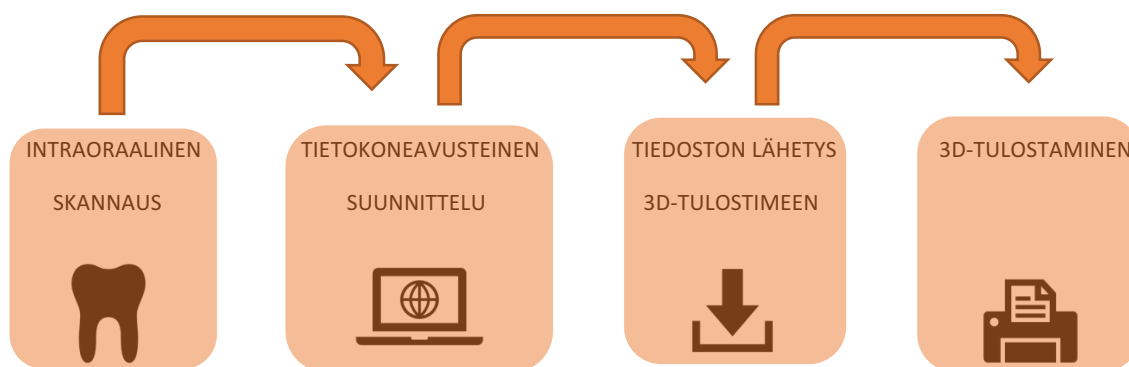 INTRAORAALINEN
SKANNAUS
TIETOKONEAVUSTEINEN
SUUNNITTELU
TIEDOSTON LÄHETYS
3D-TULOSTIMEEN
3D-TULOSTAMINEN